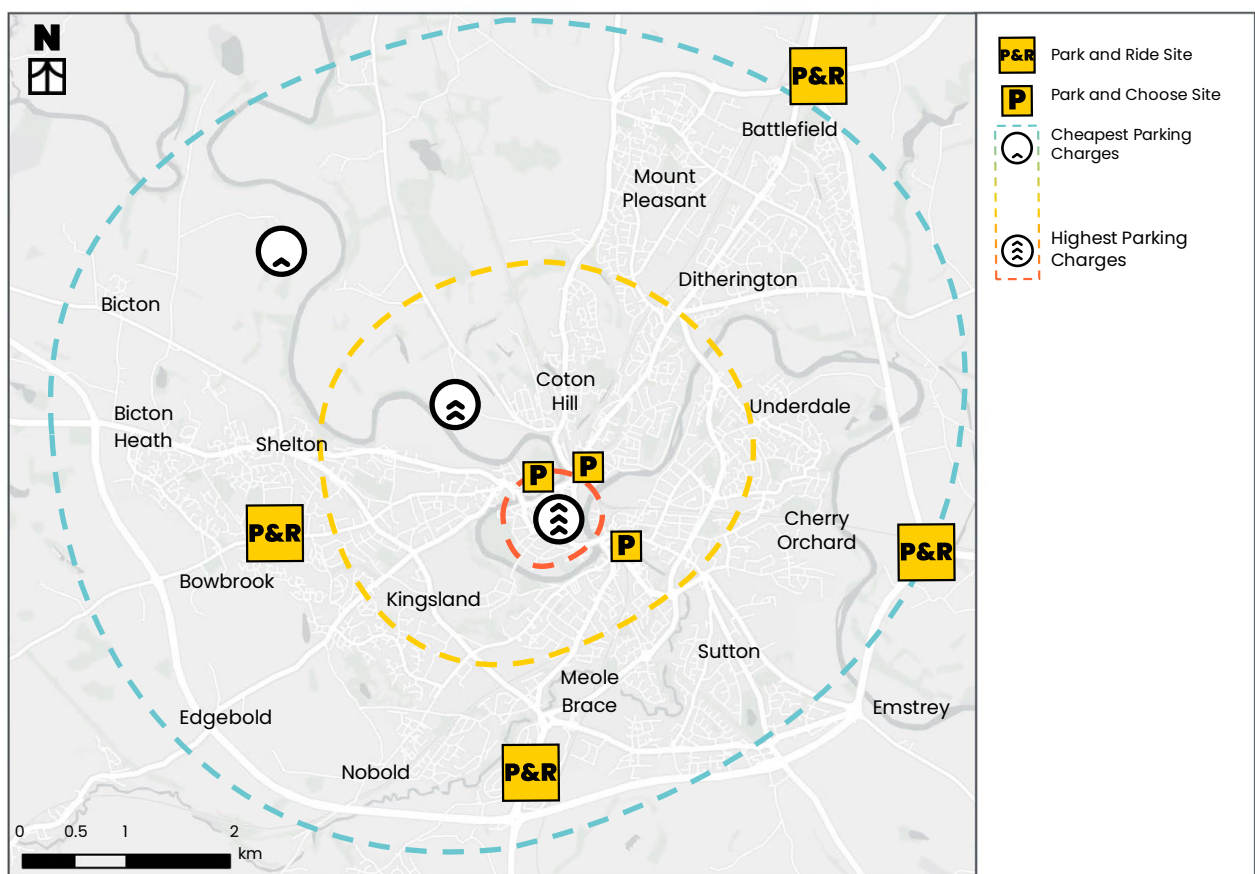 N
P&R
Battlefield
Mount
Pleasant
Ditherington
Bicton
Coton
Hill
Underdale
Bicton
Heath
Shelton
P
P
P&R
Cherry
Orchard
P
P&R
Bowbrook
Kingsland
Sutton
Meole
Brace
Edgebold
Emstrey
Nobold
P&R
0 0.5 1 2
km
P&R Park and Ride Site
P Park and Choose Site
Cheapest Parking
Charges
Highest Parking
Charges